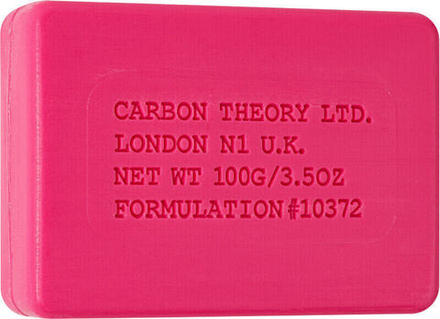 CARBON THEORY LTD.
LONDON N1 U.K.
NET WT 100G/3.5OZ
FORMULATION#10372